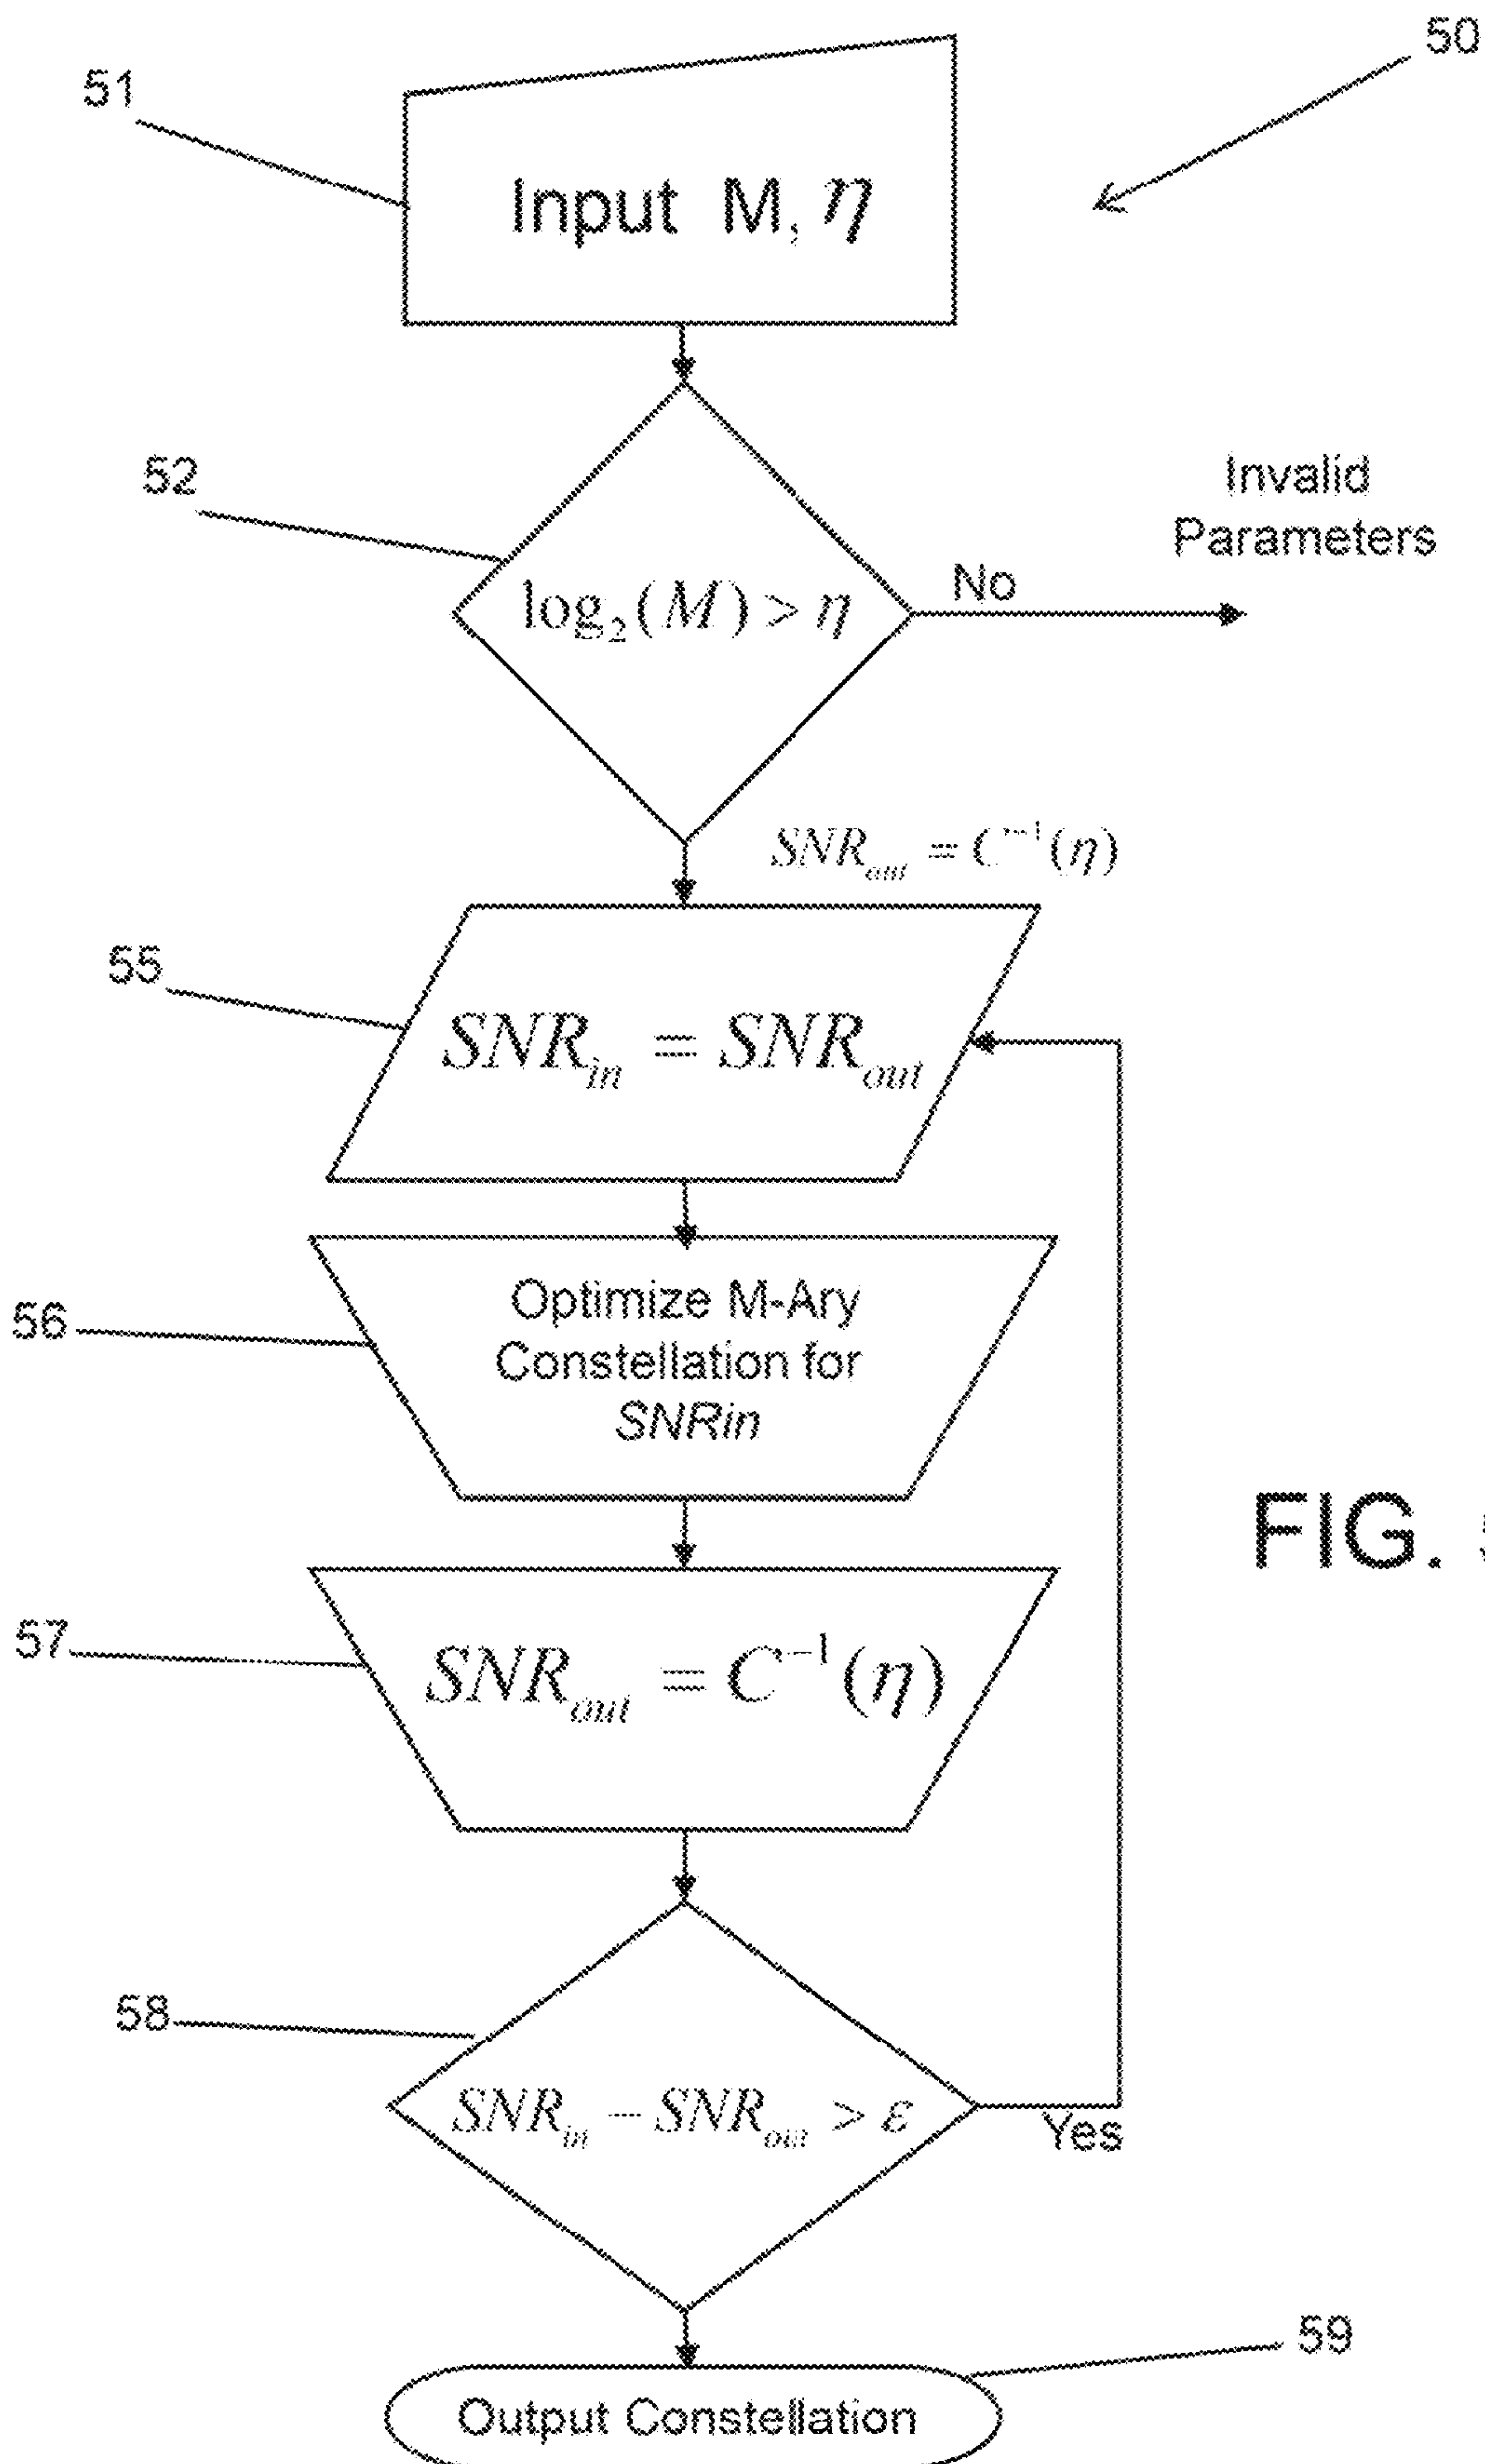 50
51
Input M, η
52
Invalid
Parameters
log₂(M) > η
No
SNR_out = C⁻¹(η)
55
SNR_in = SNR_out
56
Optimize M-Ary
Constellation for
SNRin
FIG.
57
SNR_out = C⁻¹(η)
58
SNR_in − SNR_out > ε
Yes
59
Output Constellation